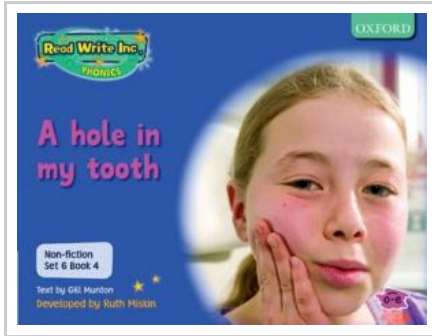 OXFORD
Read Write Inc.
PHONICS
A hole in
my tooth
Non-fiction
Set 6 Book 4
Text by Gill Munton
Developed by Ruth Miskin
o-e